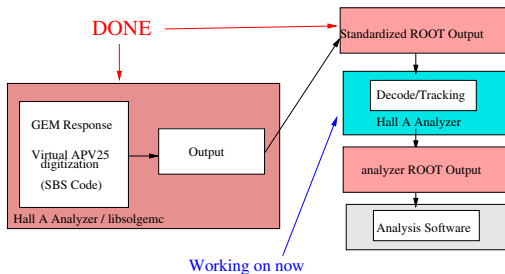 DONE
Standardized ROOT Output
GEM Response
Virtual APV25
digitization
(SBS Code)
Output
Hall A Analyzer / libsolgemc
Decode/Tracking
Hall A Analyzer
analyzer ROOT Output
Analysis Software
Working on now